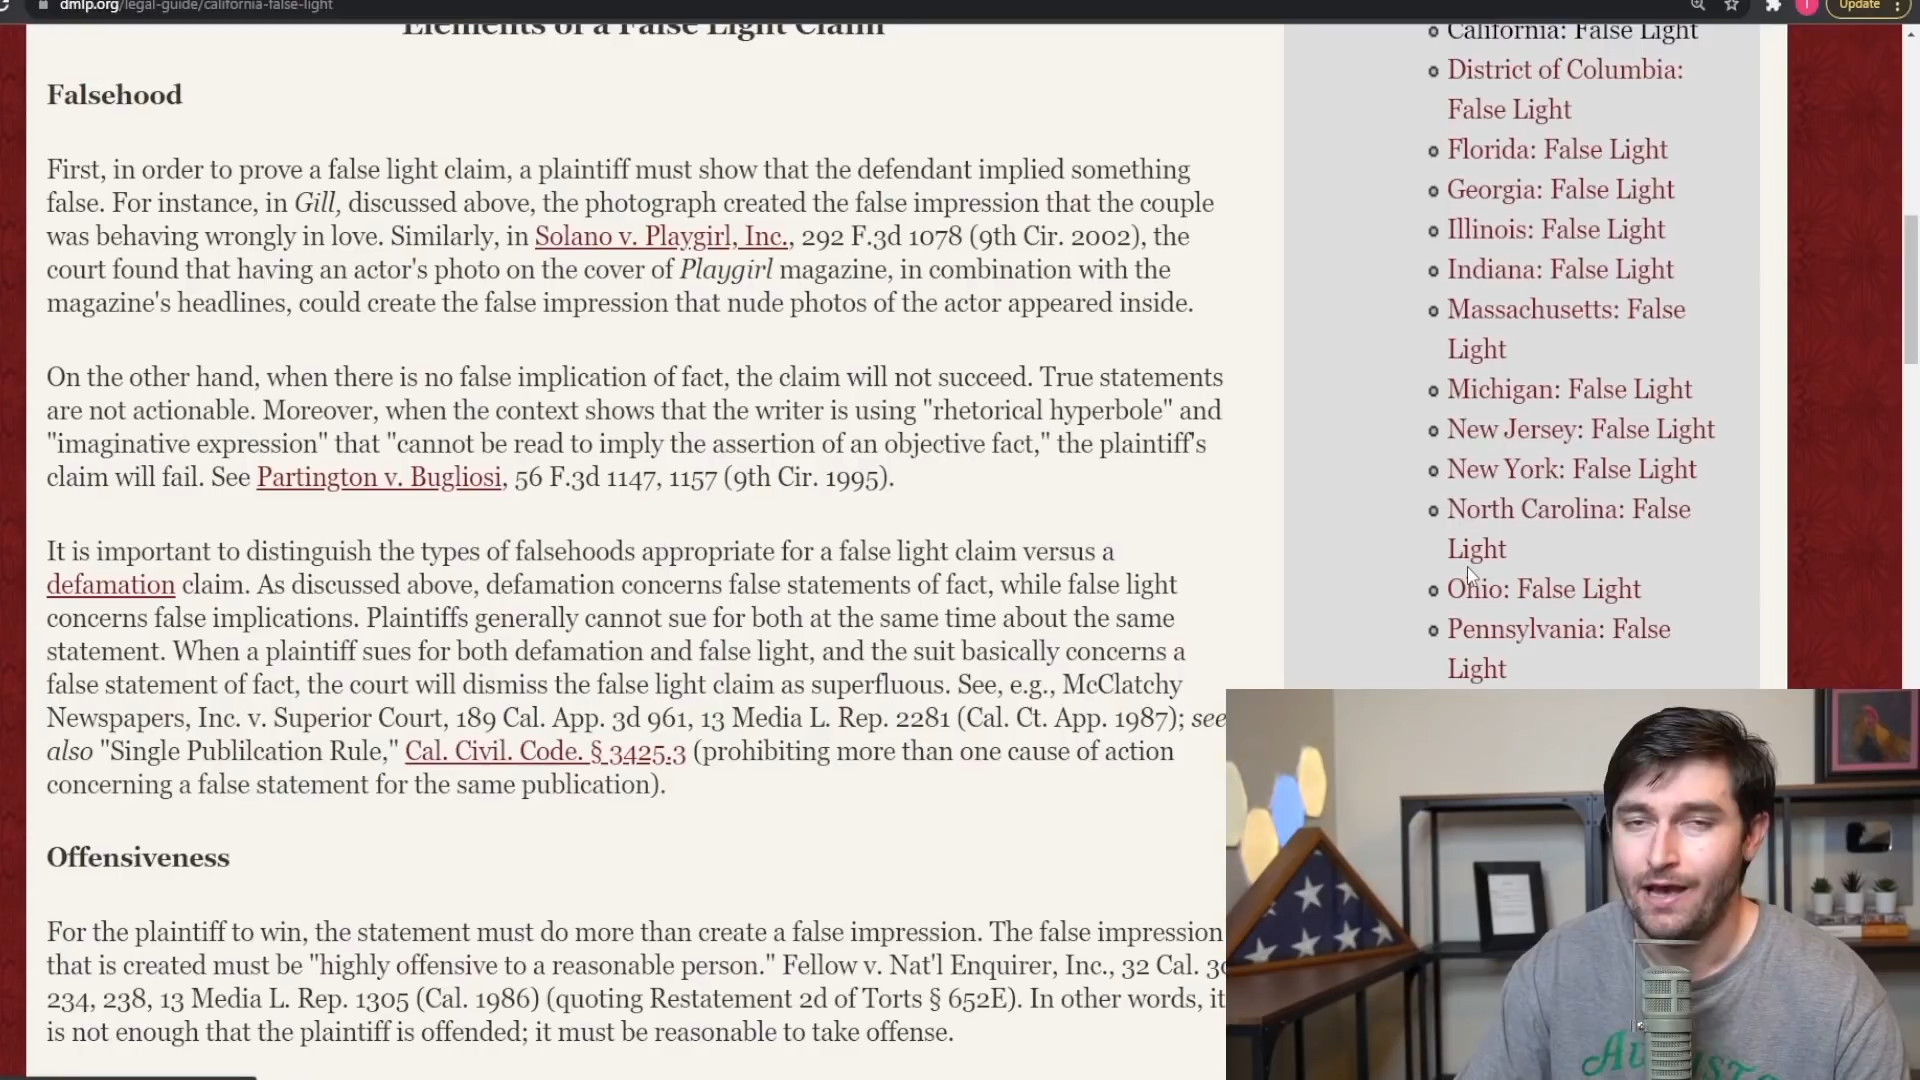 dmlp.org/legal-guide/california-false-light
Update
Elements of a False Light Claim
Falsehood
First, in order to prove a false light claim, a plaintiff must show that the defendant implied something
false. For instance, in Gill, discussed above, the photograph created the false impression that the couple
was behaving wrongly in love. Similarly, in Solano v. Playgirl, Inc., 292 F.3d 1078 (9th Cir. 2002), the
court found that having an actor's photo on the cover of Playgirl magazine, in combination with the
magazine's headlines, could create the false impression that nude photos of the actor appeared inside.
On the other hand, when there is no false implication of fact, the claim will not succeed. True statements
are not actionable. Moreover, when the context shows that the writer is using "rhetorical hyperbole" and
"imaginative expression" that "cannot be read to imply the assertion of an objective fact," the plaintiff's
claim will fail. See Partington v. Bugliosi, 56 F.3d 1147, 1157 (9th Cir. 1995).
It is important to distinguish the types of falsehoods appropriate for a false light claim versus a
defamation claim. As discussed above, defamation concerns false statements of fact, while false light
concerns false implications. Plaintiffs generally cannot sue for both at the same time about the same
statement. When a plaintiff sues for both defamation and false light, and the suit basically concerns a
false statement of fact, the court will dismiss the false light claim as superfluous. See, e.g., McClatchy
Newspapers, Inc. v. Superior Court, 189 Cal. App. 3d 961, 13 Media L. Rep. 2281 (Cal. Ct. App. 1987); see
also "Single Publilcation Rule," Cal. Civil. Code. § 3425.3 (prohibiting more than one cause of action
concerning a false statement for the same publication).
Offensiveness
For the plaintiff to win, the statement must do more than create a false impression. The false impression
that is created must be "highly offensive to a reasonable person." Fellow v. Nat'l Enquirer, Inc., 32 Cal. 3d
234, 238, 13 Media L. Rep. 1305 (Cal. 1986) (quoting Restatement 2d of Torts § 652E). In other words, it
is not enough that the plaintiff is offended; it must be reasonable to take offense.
California: False Light
District of Columbia:
False Light
Florida: False Light
Georgia: False Light
Illinois: False Light
Indiana: False Light
Massachusetts: False
Light
Michigan: False Light
New Jersey: False Light
New York: False Light
North Carolina: False
Light
Ohio: False Light
Pennsylvania: False
Light